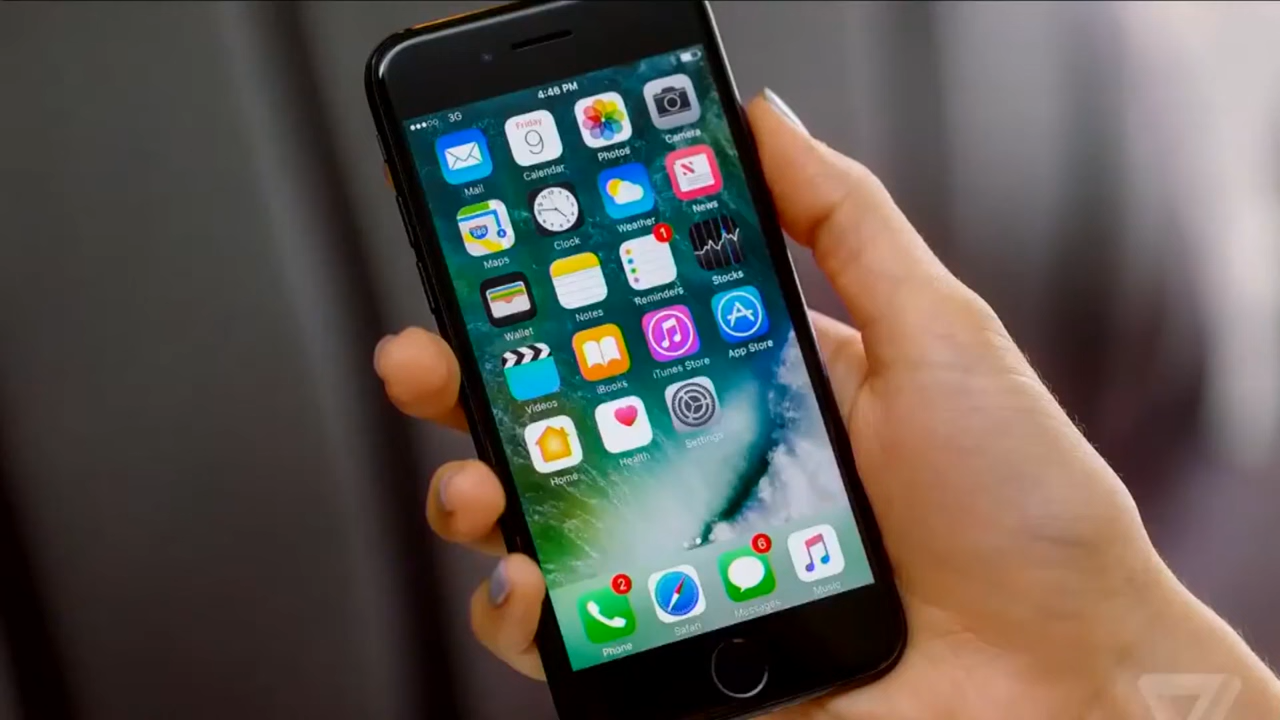 3G 4:46 PM
Mail
Friday
9
Calendar
Photos
Camera
280
Maps
Clock
Weather
News
Wallet
Notes
1
Reminders
Stocks
Videos
iBooks
iTunes Store
App Store
Home
Health
Settings
2
Phone
Safari
6
Messages
Music